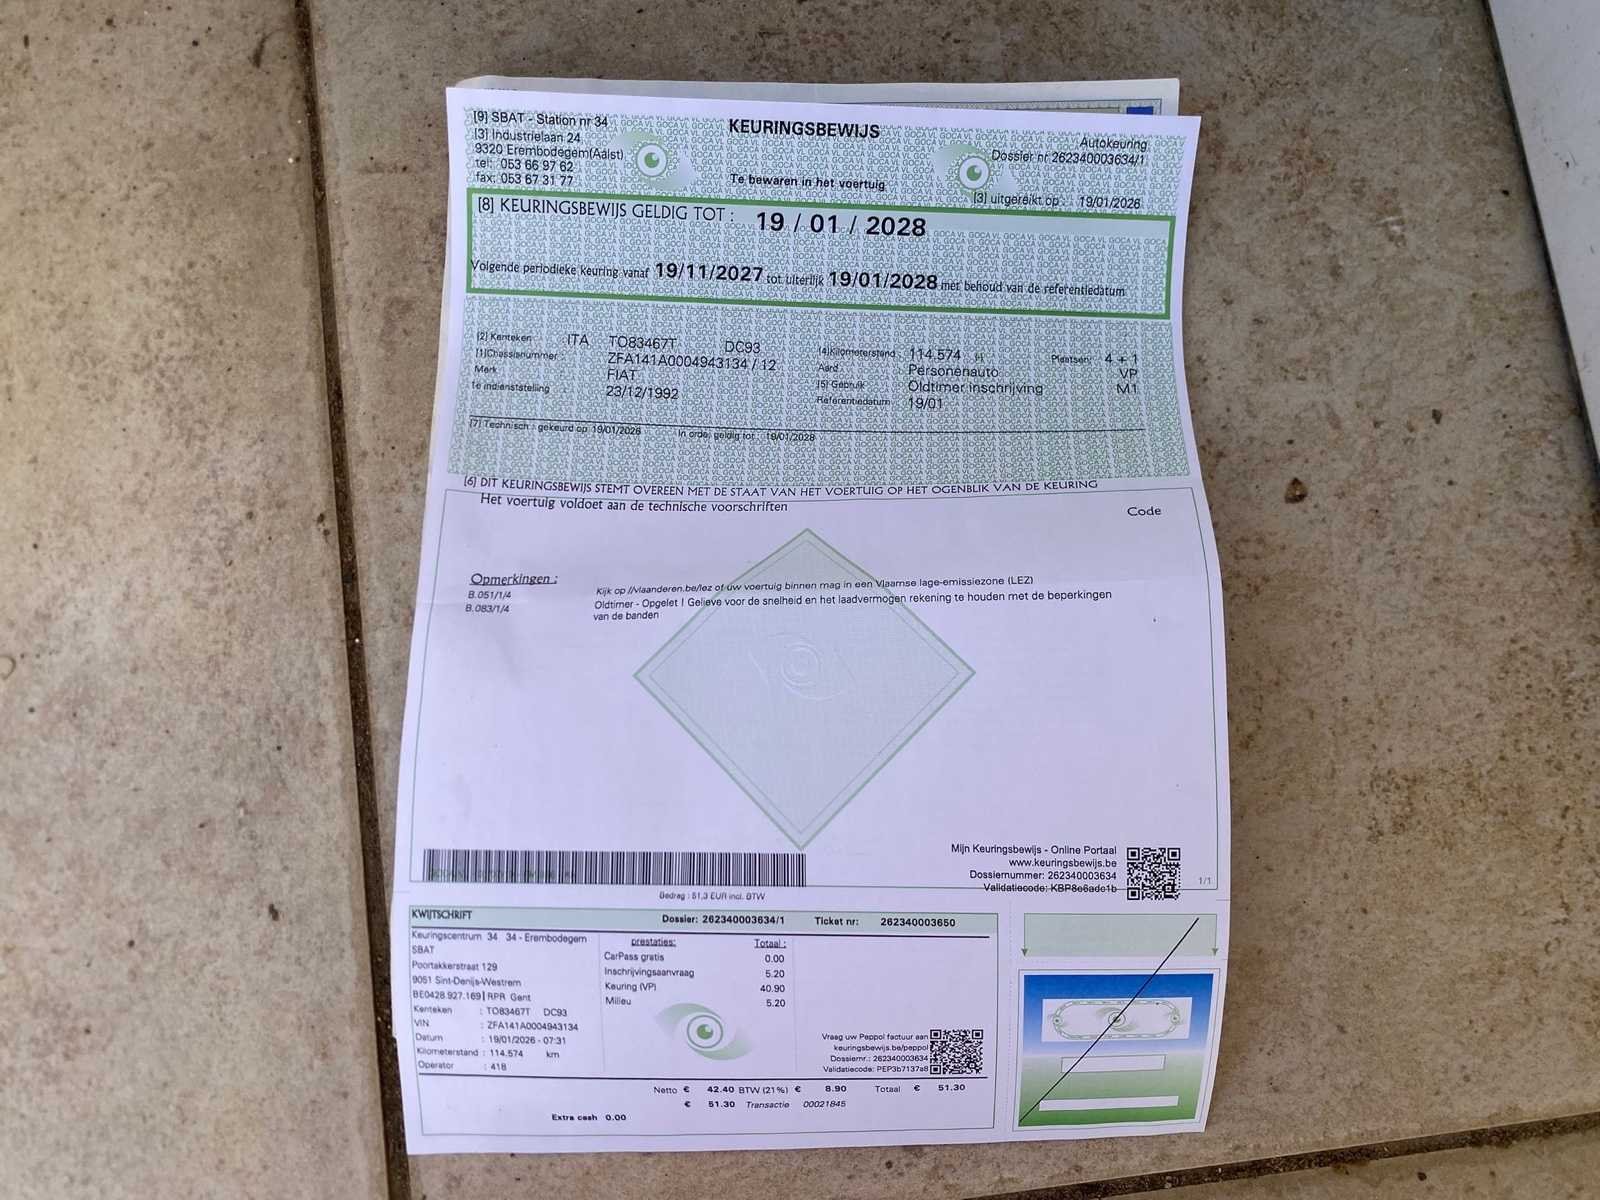 [9] SBAT - Station nr 34
[3] Industrielaan 24
9320 Erembodegem(Aalst)
tel: 053 66 97 62
fax: 053 67 31 77
KEURINGSBEWIJS
Te bewaren in het voertuig
Autokeuring
Dossier nr 262340003634/1
[3] uitgereikt op : 19/01/2026
[8] KEURINGSBEWIJS GELDIG TOT : 19 / 01 / 2028
Volgende periodieke keuring vanaf 19/11/2027 tot uiterlijk 19/01/2028 met behoud van de referentiedatum
[2] Kenteken : ITA TO83467T DC93
[1]Chassisnummer : ZFA141A0004943134 / 12
Merk : FIAT
1e indienststelling : 23/12/1992
[4]Kilometerstand 114.574 Plaatsen: 4 + 1
Aard Personenauto VP
[5] Gebruik Oldtimer inschrijving M1
Referentiedatum 19/01
[7] Technisch : gekeurd op 19/01/2026 In orde, geldig tot : 19/01/2028
[6] DIT KEURINGSBEWIJS STEMT OVEREEN MET DE STAAT VAN HET VOERTUIG OP HET OGENBLIK VAN DE KEURING
Het voertuig voldoet aan de technische voorschriften
Code
Opmerkingen :
B.051/1/4 Kijk op //vlaanderen.be/lez of uw voertuig binnen mag in een Vlaamse lage-emissiezone (LEZ)
B.083/1/4 Oldtimer - Opgelet ! Gelieve voor de snelheid en het laadvermogen rekening te houden met de beperkingen
van de banden
Mijn Keuringsbewijs - Online Portaal
www.keuringsbewijs.be
Dossiernummer: 262340003634
Validatiecode: KBP8e6adc1b
1/1
Bedrag : 51,3 EUR incl. BTW
KWIJTSCHRIFT Dossier: 262340003634/1 Ticket nr: 262340003650
Keuringscentrum 34 34 - Erembodegem
SBAT
Poortakkerstraat 129
9051 Sint-Denijs-Westrem
BE0428.927.169 | RPR Gent
Kenteken : TO83467T DC93
VIN : ZFA141A0004943134
Datum : 19/01/2026 - 07:31
Kilometerstand : 114.574 km
Operator : 418
prestaties: Totaal :
CarPass gratis 0.00
Inschrijvingsaanvraag 5.20
Keuring (VP) 40.90
Milieu 5.20
Vraag uw Peppol factuur aan
keuringsbewijs.be/peppol
Dossiernr.: 262340003634
Validatiecode: PEP3b7137a8
Netto € 42.40 BTW (21%) € 8.90 Totaal € 51.30
€ 51.30 Transactie 00021845
Extra cash 0.00